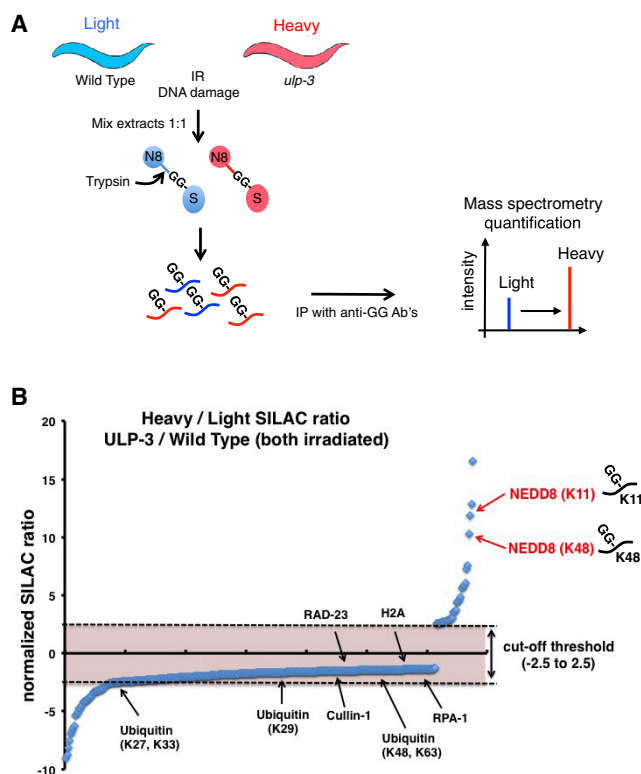 A
Light
Heavy
Wild Type
ulp-3
IR
DNA damage
Mix extracts 1:1
N8
N8
GG-
GG-
Trypsin
S
S
Mass spectrometry
quantification
Heavy
Light
intensity
GG-
GG-
GG-
GG-
GG-
IP with anti-GG Ab's
B
Heavy / Light SILAC ratio
ULP-3 / Wild Type (both irradiated)
normalized SILAC ratio
20
15
10
5
0
-5
-10
NEDD8 (K11)
GG-
K11
NEDD8 (K48)
GG-
K48
RAD-23
H2A
cut-off threshold
(-2.5 to 2.5)
Ubiquitin
(K27, K33)
Ubiquitin
(K29)
Cullin-1
Ubiquitin
(K48, K63)
RPA-1